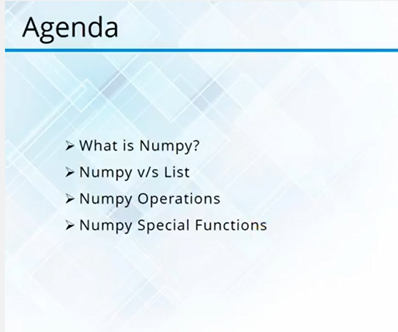 Agenda
➢ What is Numpy?
➢ Numpy v/s List
➢ Numpy Operations
➢ Numpy Special Functions